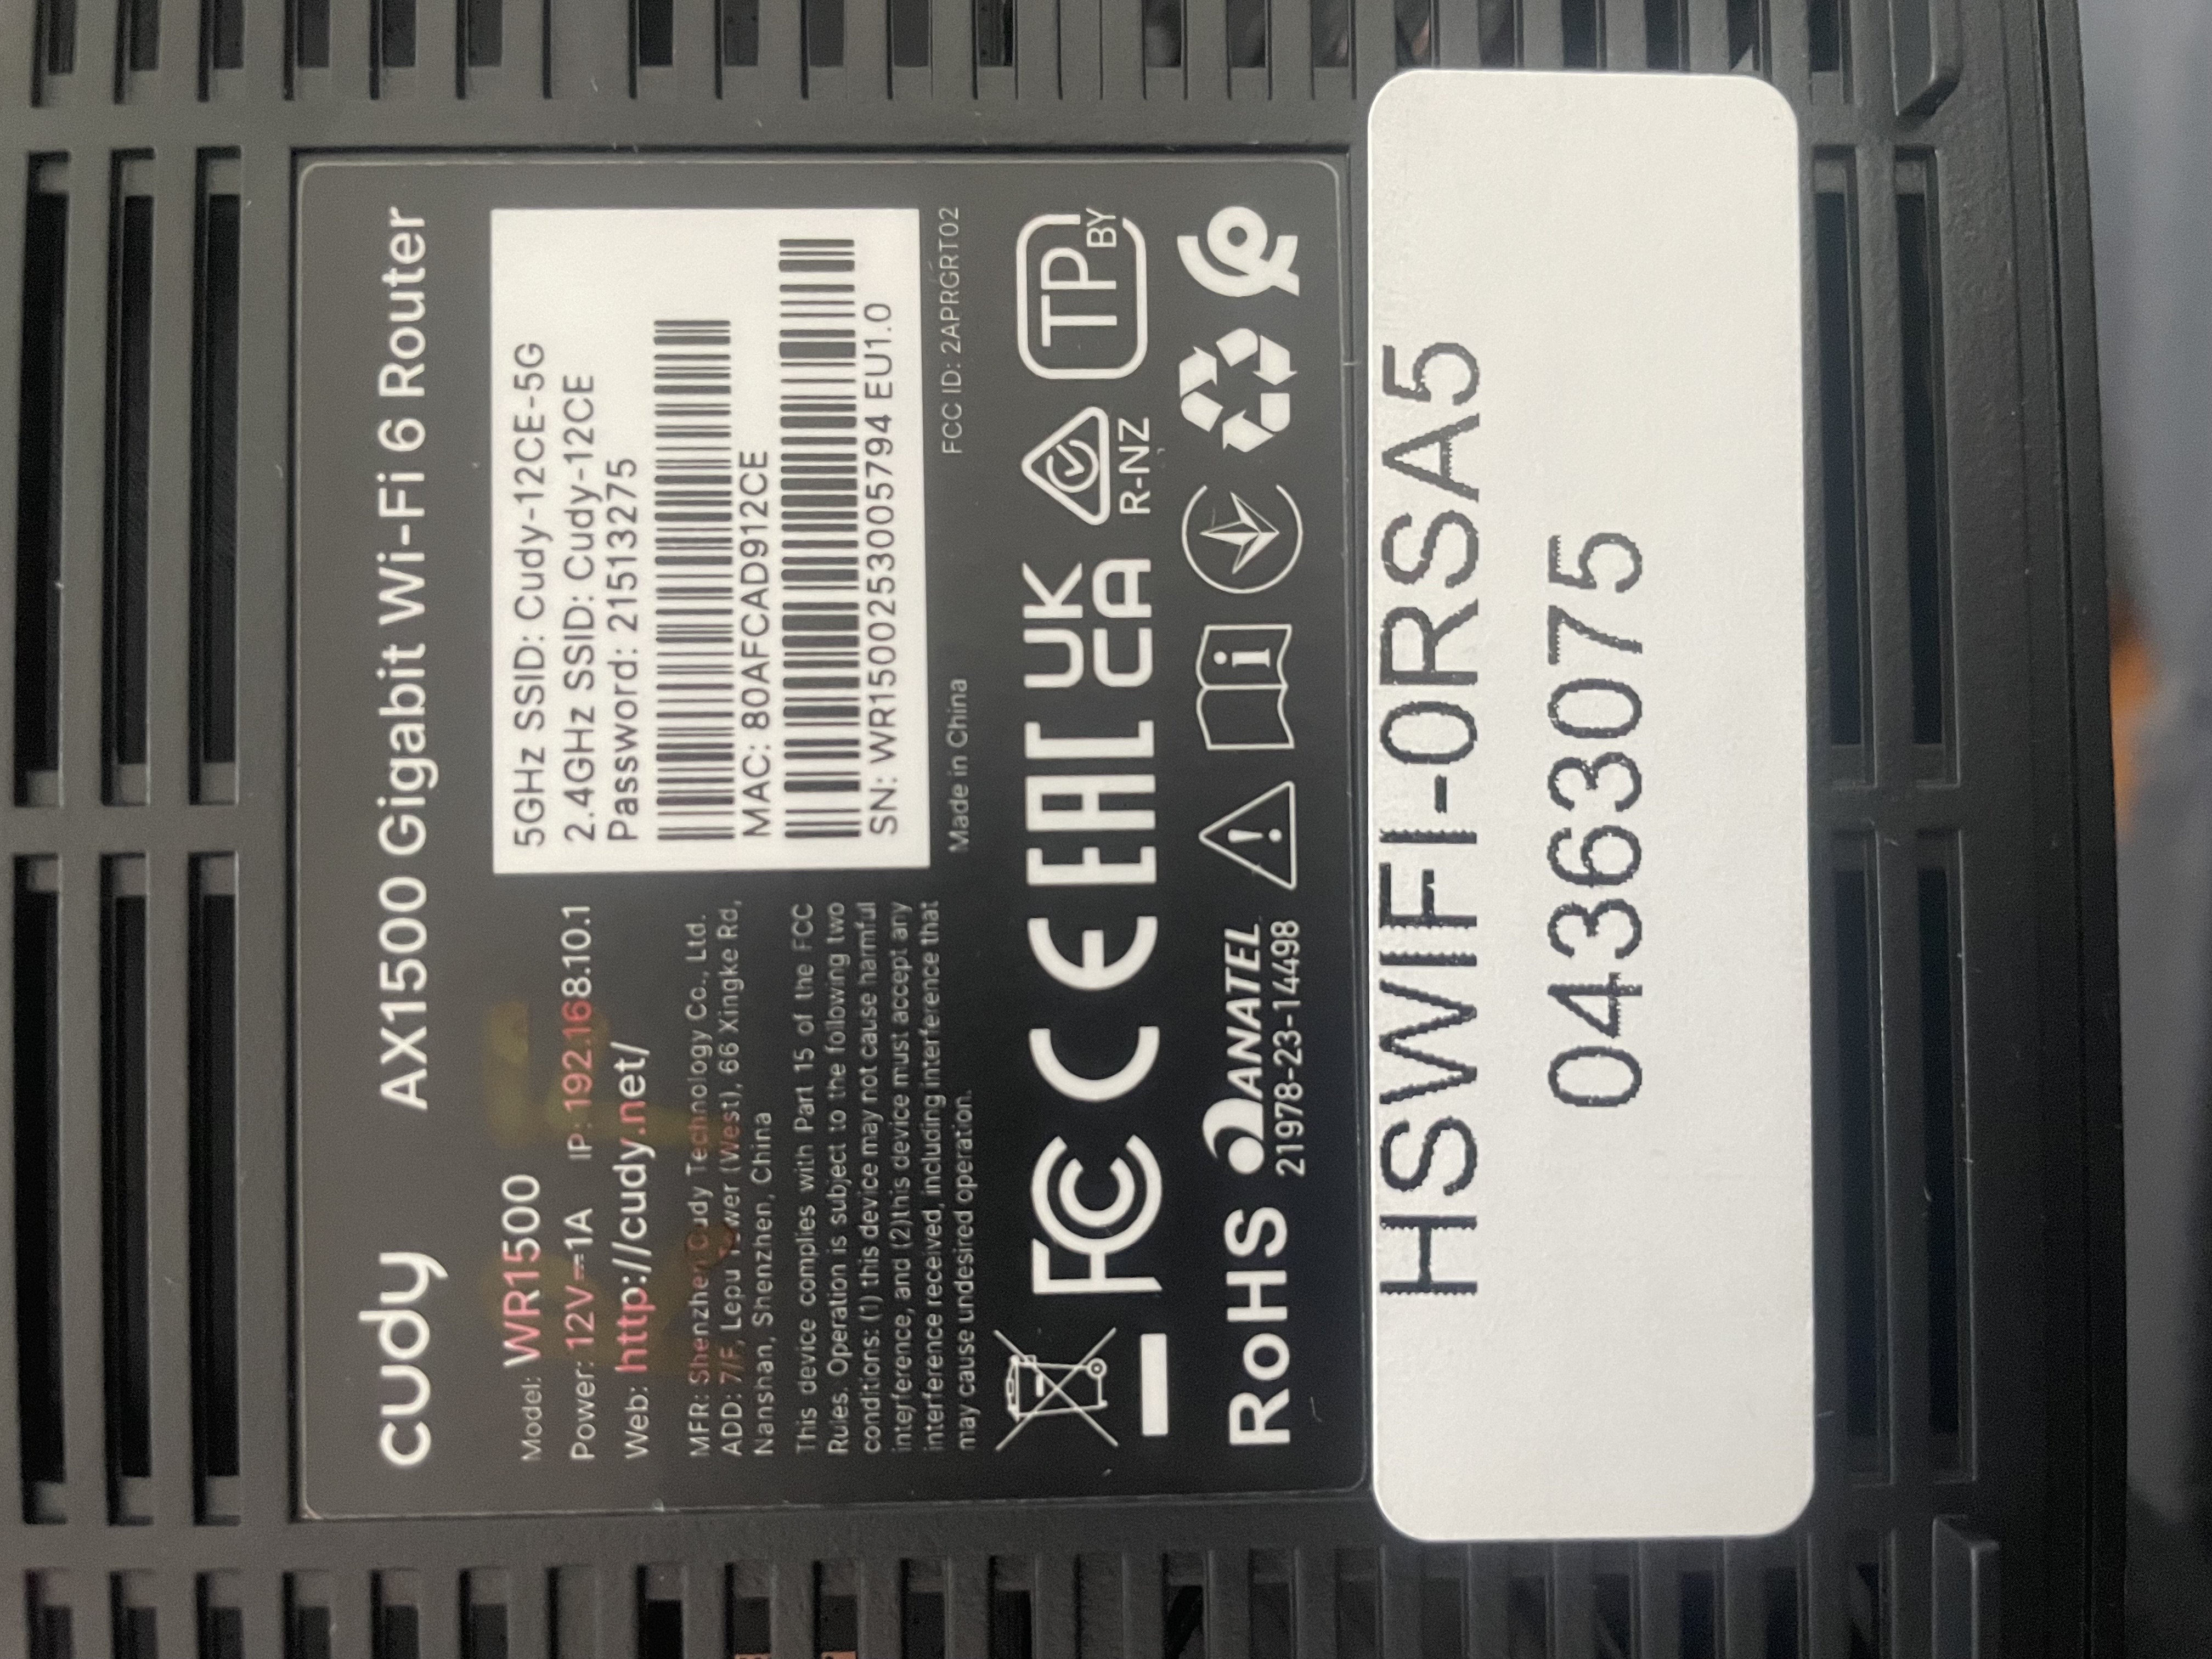 cudy AX1500 Gigabit Wi-Fi 6 Router
Model: WR1500
Power: 12V⎓1A IP: 192.168.10.1
Web: http://cudy.net/
MFR: Shenzhen Cudy Technology Co., Ltd.
ADD: 7/F, Lepu Tower (West), 66 Xingke Rd,
Nanshan, Shenzhen, China
This device complies with Part 15 of the FCC
Rules. Operation is subject to the following two
conditions: (1) this device may not cause harmful
interference, and (2)this device must accept any
interference received, including interference that
may cause undesired operation.
5GHz SSID: Cudy-12CE-5G
2.4GHz SSID: Cudy-12CE
Password: 21513275
MAC: 80AFCAD912CE
SN: WR15002253005794 EU1.0
Made in China FCC ID: 2APRGRT02
FC CE EAC UK CA R-NZ TP BY
RoHS ANATEL
21978-23-14498
HSWIFI-0RSA5
04363075